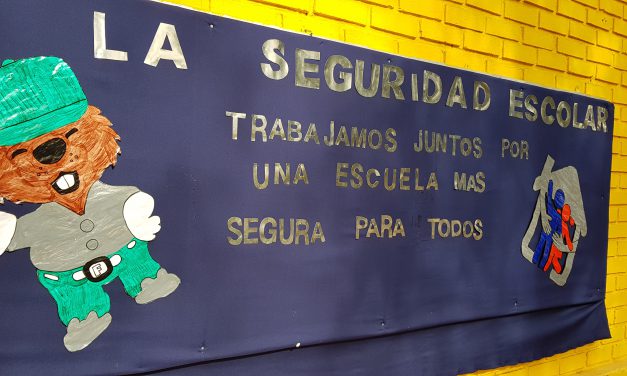 LA SEGURIDAD ESCOLAR
TRABAJAMOS JUNTOS POR
UNA ESCUELA MAS
SEGURA PARA TODOS